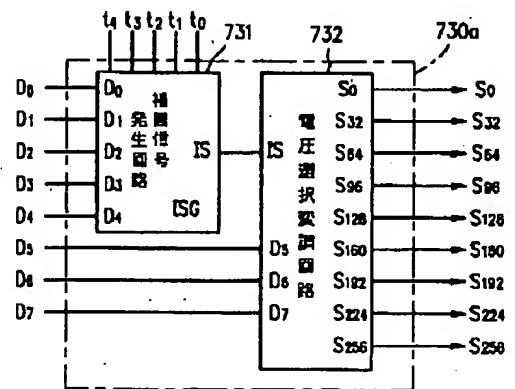 t4 t3 t2 t1 t0
731
732
730a
D0
D1
D2
D3
D4
D5
D6
D7
D0
D1
D2
D3
D4
補間信号
発生回路
IS
ISG
IS
D5
D6
D7
電圧選択変調回路
S0
S32
S64
S96
S128
S160
S192
S224
S256
S0
S32
S64
S96
S128
S160
S192
S224
S256